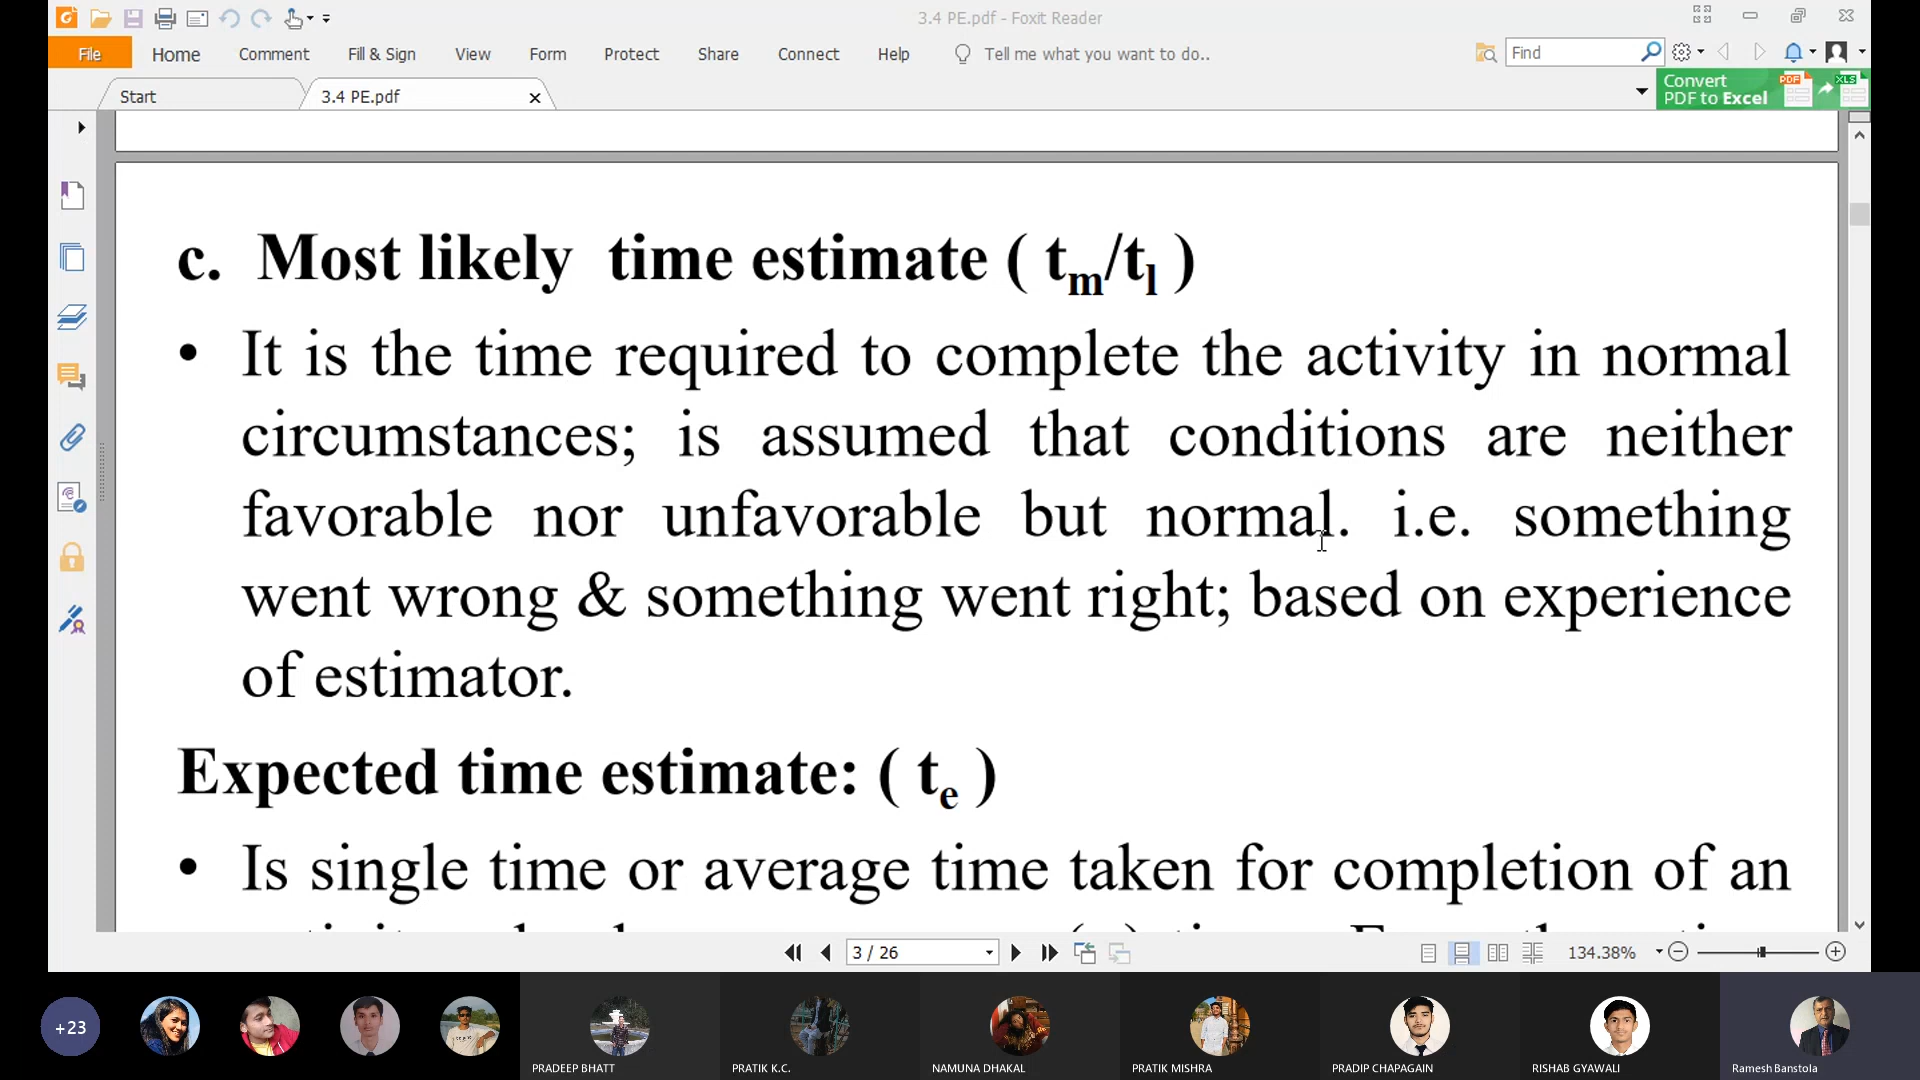 3.4 PE.pdf - Foxit Reader
File Home Comment Fill & Sign View Form Protect Share Connect Help Tell me what you want to do.. Find
Start 3.4 PE.pdf
Convert
PDF to Excel
PDF XLS
c. Most likely time estimate ( tm/tl )
• It is the time required to complete the activity in normal
circumstances; is assumed that conditions are neither
favorable nor unfavorable but normal. i.e. something
went wrong & something went right; based on experience
of estimator.
Expected time estimate: ( te )
• Is single time or average time taken for completion of an
3 / 26 134.38%
+23
PRADEEP BHATT PRATIK K.C. NAMUNA DHAKAL PRATIK MISHRA PRADIP CHAPAGAIN RISHAB GYAWALI Ramesh Banstola